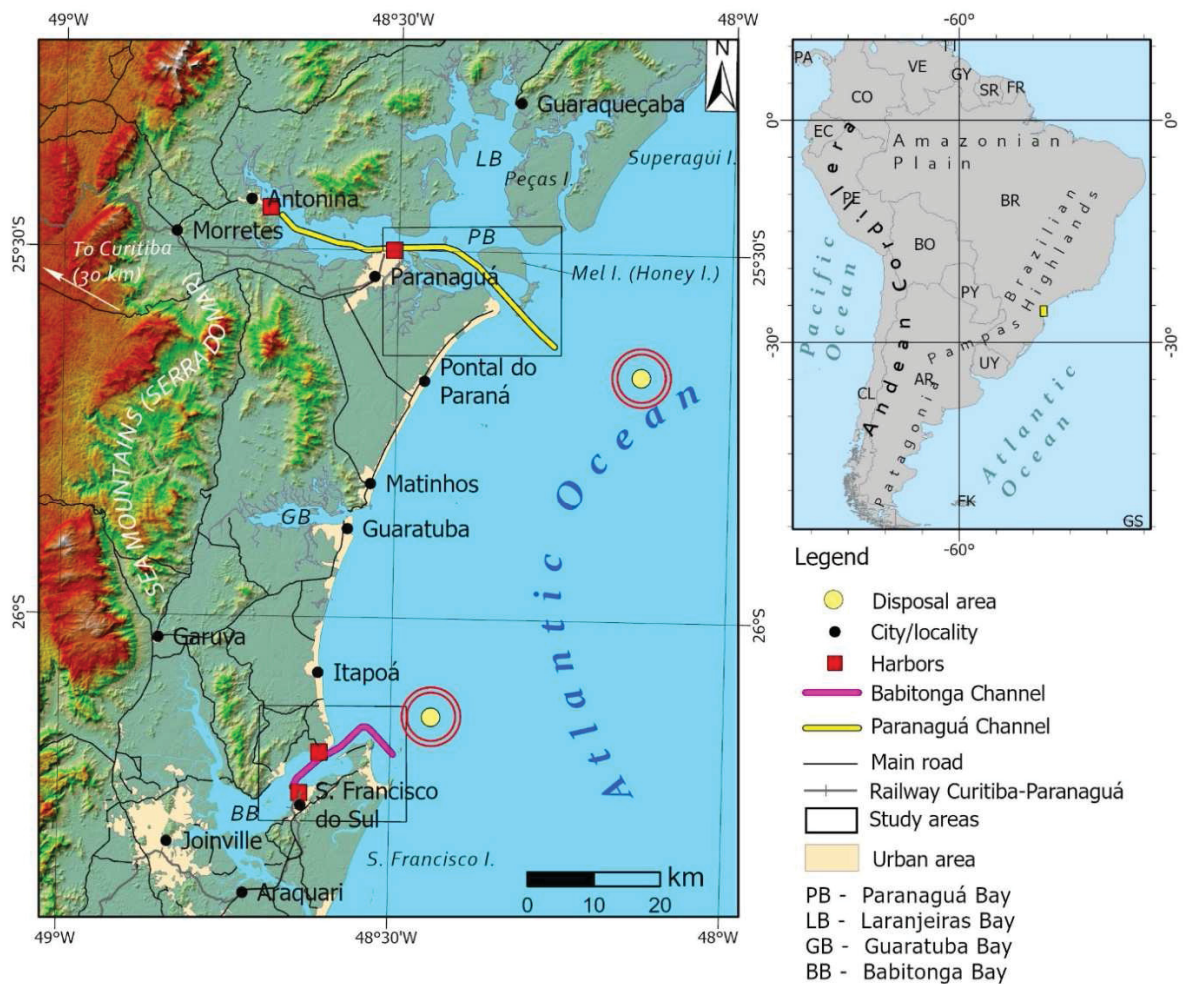 49°W
48°30'W
48°W
-60°
N
Guaraqueçaba
LB
Superagüi I.
Peças I.
Antonina
Morretes
PB
25°30'S
25°30'S
To Curitiba
(30 km)
Paranaguá
Mel I. (Honey I.)
SEA MOUNTAINS (SERRADOMAR)
Pontal do
Paraná
Matinhos
GB
Guaratuba
Atlantic Ocean
26°S
26°S
Garuva
Itapoá
S. Francisco
do Sul
BB
Joinville
S. Francisco I.
Araquari
km
0 10 20
49°W
48°30'W
48°W
PA
VE
TT
GY
SR
FR
CO
0°
0°
EC
Amazonian
Plain
PE
BR
BO
Brazilian
Highlands
Pacific
Ocean
PY
Andean Cordillera
-30°
-30°
Pampas
UY
AR
CL
Patagonia
Atlantic
Ocean
FK
GS
-60°
Legend
Disposal area
City/locality
Harbors
Babitonga Channel
Paranaguá Channel
Main road
Railway Curitiba-Paranaguá
Study areas
Urban area
PB - Paranaguá Bay
LB - Laranjeiras Bay
GB - Guaratuba Bay
BB - Babitonga Bay